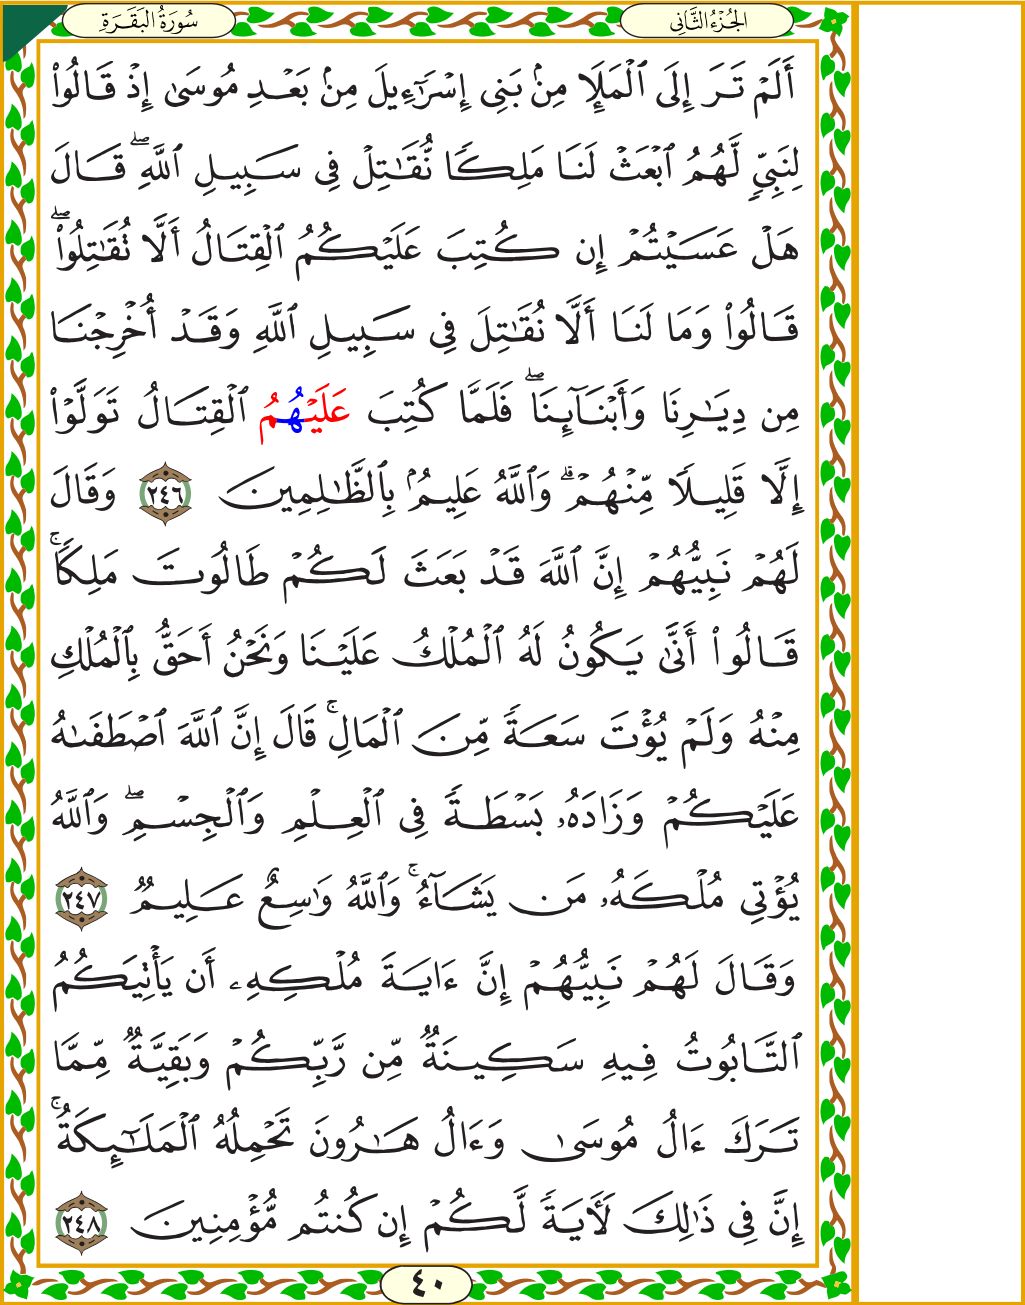 الجُزْءُ الثَّانِي
سُورَةُ البَقَرَةِ
أَلَمۡ تَرَ إِلَى ٱلۡمَلَإِ مِنۢ بَنِيٓ إِسۡرَٰٓءِيلَ مِنۢ بَعۡدِ مُوسَىٰٓ إِذۡ قَالُواْ
لِنَبِيّٖ لَّهُمُ ٱبۡعَثۡ لَنَا مَلِكٗا نُّقَٰتِلۡ فِي سَبِيلِ ٱللَّهِۖ قَالَ
هَلۡ عَسَيۡتُمۡ إِن كُتِبَ عَلَيۡكُمُ ٱلۡقِتَالُ أَلَّا تُقَٰتِلُواْۖ
قَالُواْ وَمَا لَنَآ أَلَّا نُقَٰتِلَ فِي سَبِيلِ ٱللَّهِ وَقَدۡ أُخۡرِجۡنَا
مِن دِيَٰرِنَا وَأَبۡنَآئِنَاۖ فَلَمَّا كُتِبَ عَلَيۡهُمُ ٱلۡقِتَالُ تَوَلَّوۡاْ
إِلَّا قَلِيلٗا مِّنۡهُمۡۚ وَٱللَّهُ عَلِيمُۢ بِٱلظَّٰلِمِينَ ٢٤٦ وَقَالَ
لَهُمۡ نَبِيُّهُمۡ إِنَّ ٱللَّهَ قَدۡ بَعَثَ لَكُمۡ طَالُوتَ مَلِكٗاۚ
قَالُوٓاْ أَنَّىٰ يَكُونُ لَهُ ٱلۡمُلۡكُ عَلَيۡنَا وَنَحۡنُ أَحَقُّ بِٱلۡمُلۡكِ
مِنۡهُ وَلَمۡ يُؤۡتَ سَعَةٗ مِّنَ ٱلۡمَالِۚ قَالَ إِنَّ ٱللَّهَ ٱصۡطَفَىٰهُ
عَلَيۡكُمۡ وَزَادَهُۥ بَسۡطَةٗ فِي ٱلۡعِلۡمِ وَٱلۡجِسۡمِۖ وَٱللَّهُ
يُؤۡتِي مُلۡكَهُۥ مَن يَشَآءُۚ وَٱللَّهُ وَٰسِعٌ عَلِيمٞ ٢٤٧
وَقَالَ لَهُمۡ نَبِيُّهُمۡ إِنَّ ءَايَةَ مُلۡكِهِۦٓ أَن يَأۡتِيَكُمُ
ٱلتَّابُوتُ فِيهِ سَكِينَةٞ مِّن رَّبِّكُمۡ وَبَقِيَّةٞ مِّمَّا
تَرَكَ ءَالُ مُوسَىٰ وَءَالُ هَٰرُونَ تَحۡمِلُهُ ٱلۡمَلَٰٓئِكَةُۚ
إِنَّ فِي ذَٰلِكَ لَأٓيَةٗ لَّكُمۡ إِن كُنتُم مُّؤۡمِنِينَ ٢٤٨
٤٠